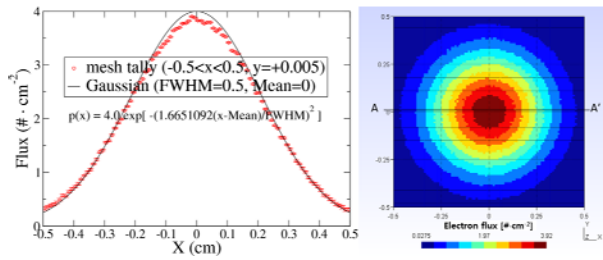 4
3
2
1
0
Flux (# · cm⁻²)
mesh tally (-0.5<x<0.5, y=+0.005)
Gaussian (FWHM=0.5, Mean=0)
p(x) = 4.0 exp[ -(1.6651092(x-Mean)/FWHM)² ]
-0.5 -0.4 -0.3 -0.2 -0.1 0 0.1 0.2 0.3 0.4 0.5
X (cm)
0.5
0.25
A 0 A'
-0.25
-0.5
-0.5 -0.25 0 0.25 0.5
Electron flux [# cm⁻²]
0.0275 1.97 3.92
Y
Z X